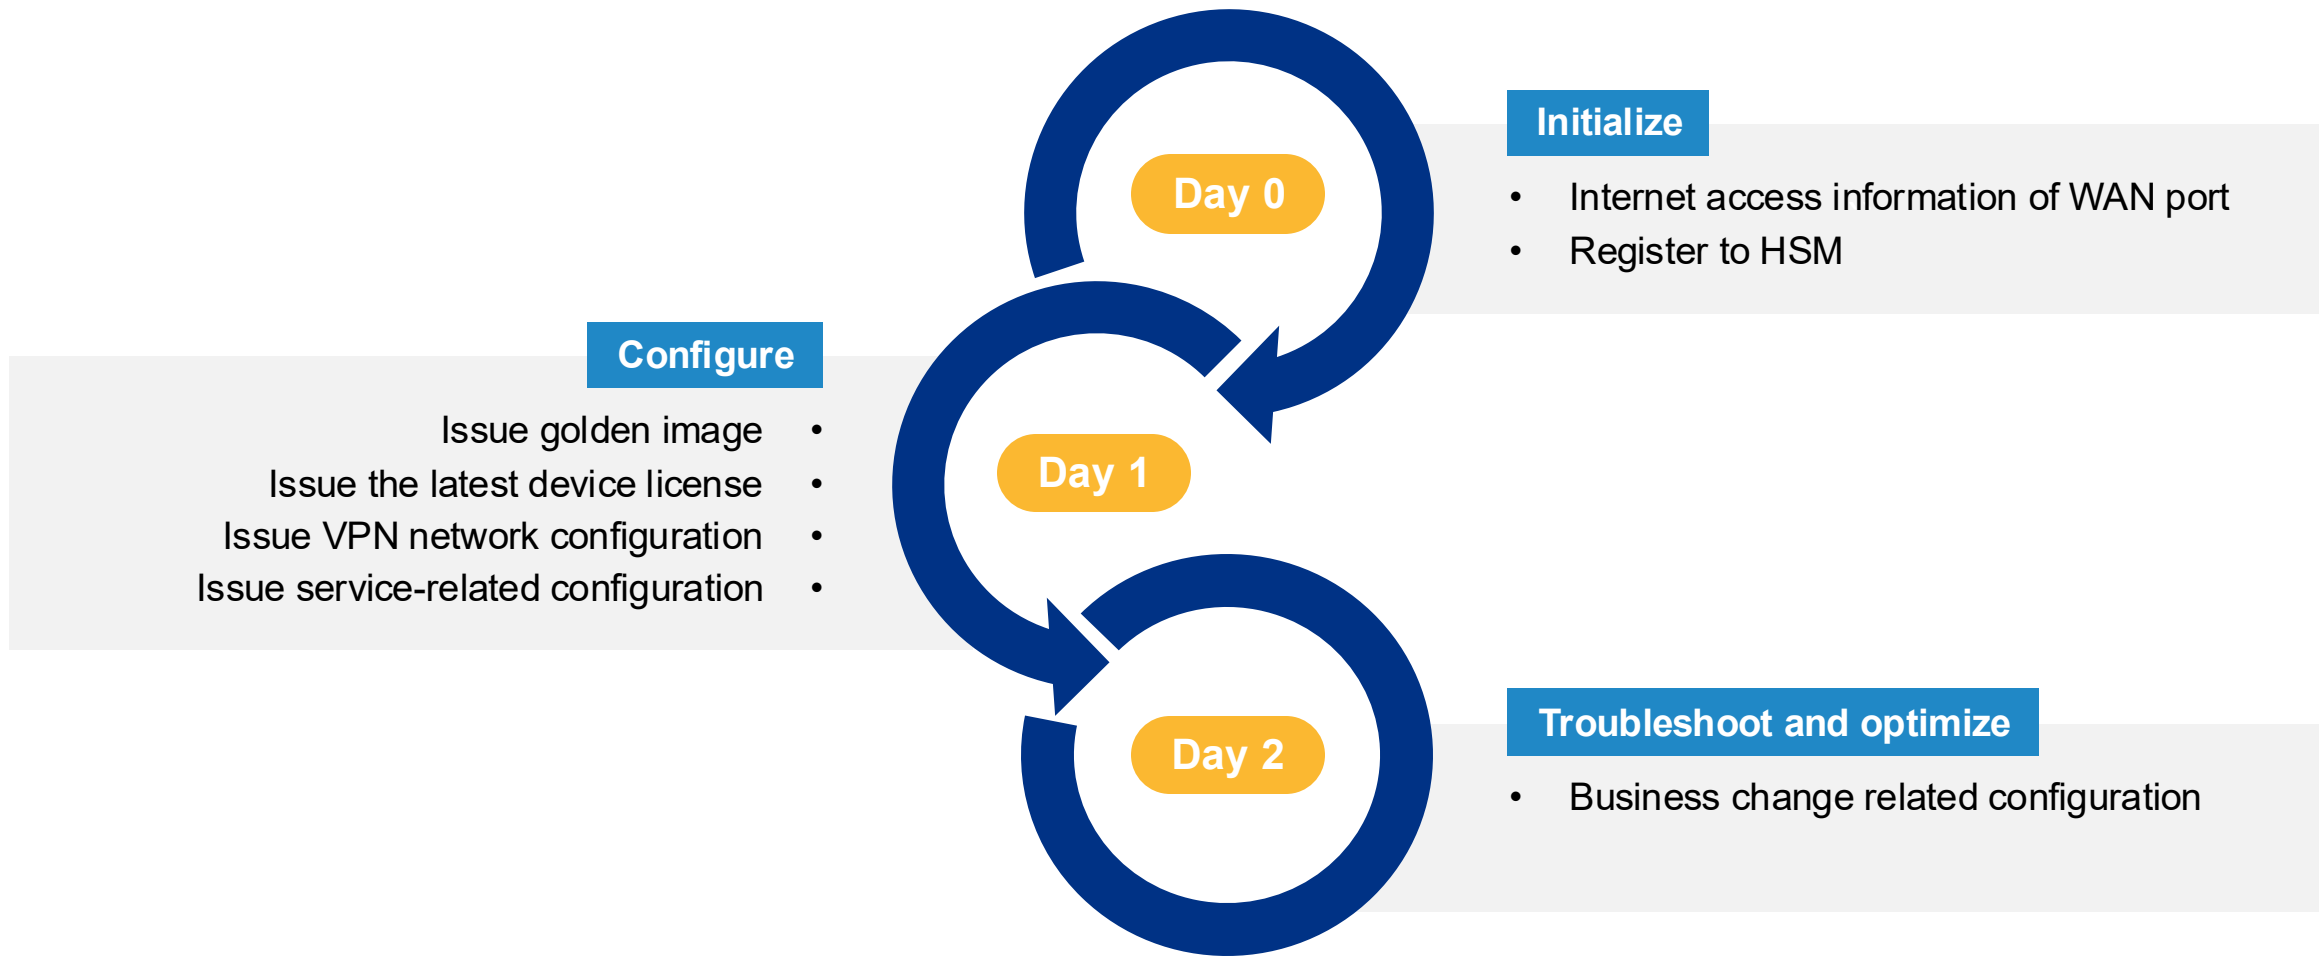 Day 0
Initialize
• Internet access information of WAN port
• Register to HSM
Configure
Issue golden image •
Issue the latest device license •
Issue VPN network configuration •
Issue service-related configuration •
Day 1
Day 2
Troubleshoot and optimize
• Business change related configuration